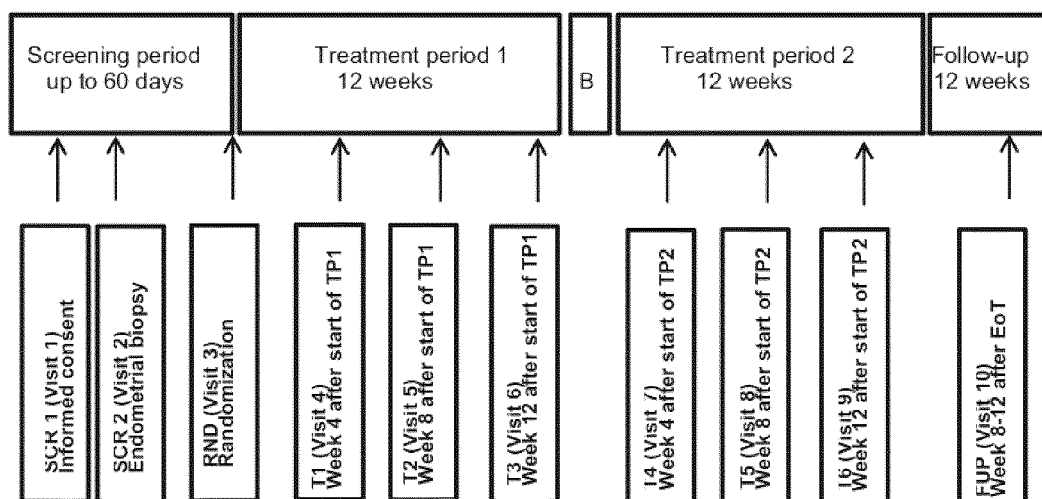 Screening period
up to 60 days
Treatment period 1
12 weeks
B
Treatment period 2
12 weeks
Follow-up
12 weeks
SCR 1 (Visit 1)
Informed consent
SCR 2 (Visit 2)
Endometrial biopsy
RND (Visit 3)
Randomization
T1 (Visit 4)
Week 4 after start of TP1
T2 (Visit 5)
Week 8 after start of TP1
T3 (Visit 6)
Week 12 after start of TP1
T4 (Visit 7)
Week 4 after start of TP2
T5 (Visit 8)
Week 8 after start of TP2
T6 (Visit 9)
Week 12 after start of TP2
FUP (Visit 10)
Week 8-12 after EoT